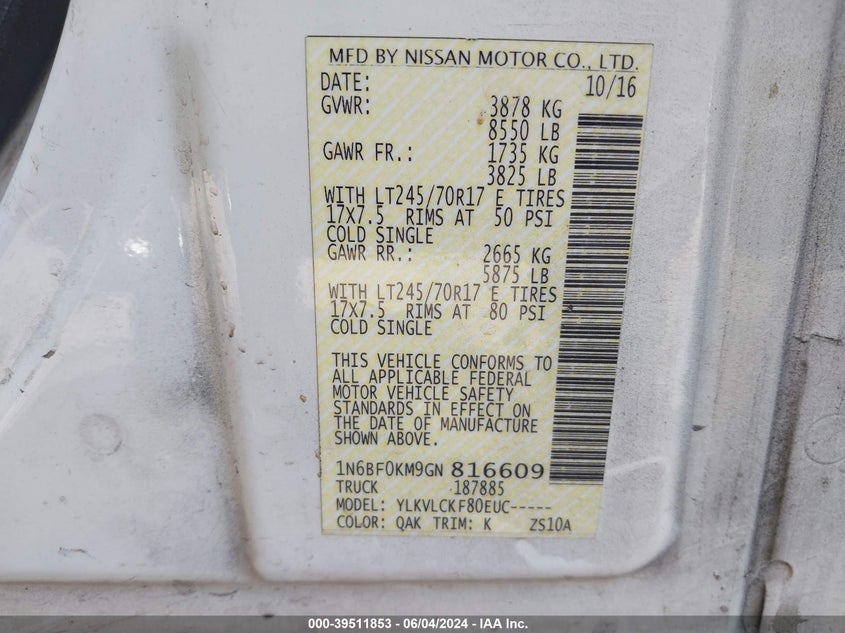 MFD BY NISSAN MOTOR CO., LTD.
DATE: 10/16
GVWR: 3878 KG
8550 LB
GAWR FR.: 1735 KG
3825 LB
WITH LT245/70R17 E TIRES
17X7.5 RIMS AT 50 PSI
COLD SINGLE
GAWR RR.: 2665 KG
5875 LB
WITH LT245/70R17 E TIRES
17X7.5 RIMS AT 80 PSI
COLD SINGLE
THIS VEHICLE CONFORMS TO
ALL APPLICABLE FEDERAL
MOTOR VEHICLE SAFETY
STANDARDS IN EFFECT ON
THE DATE OF MANUFACTURE
SHOWN ABOVE.
1N6BF0KM9GN 816609
TRUCK 187885
MODEL: YLKVLCKF80EUC-----
COLOR: QAK TRIM: K ZS10A
000-39511853 - 06/04/2024 - IAA Inc.